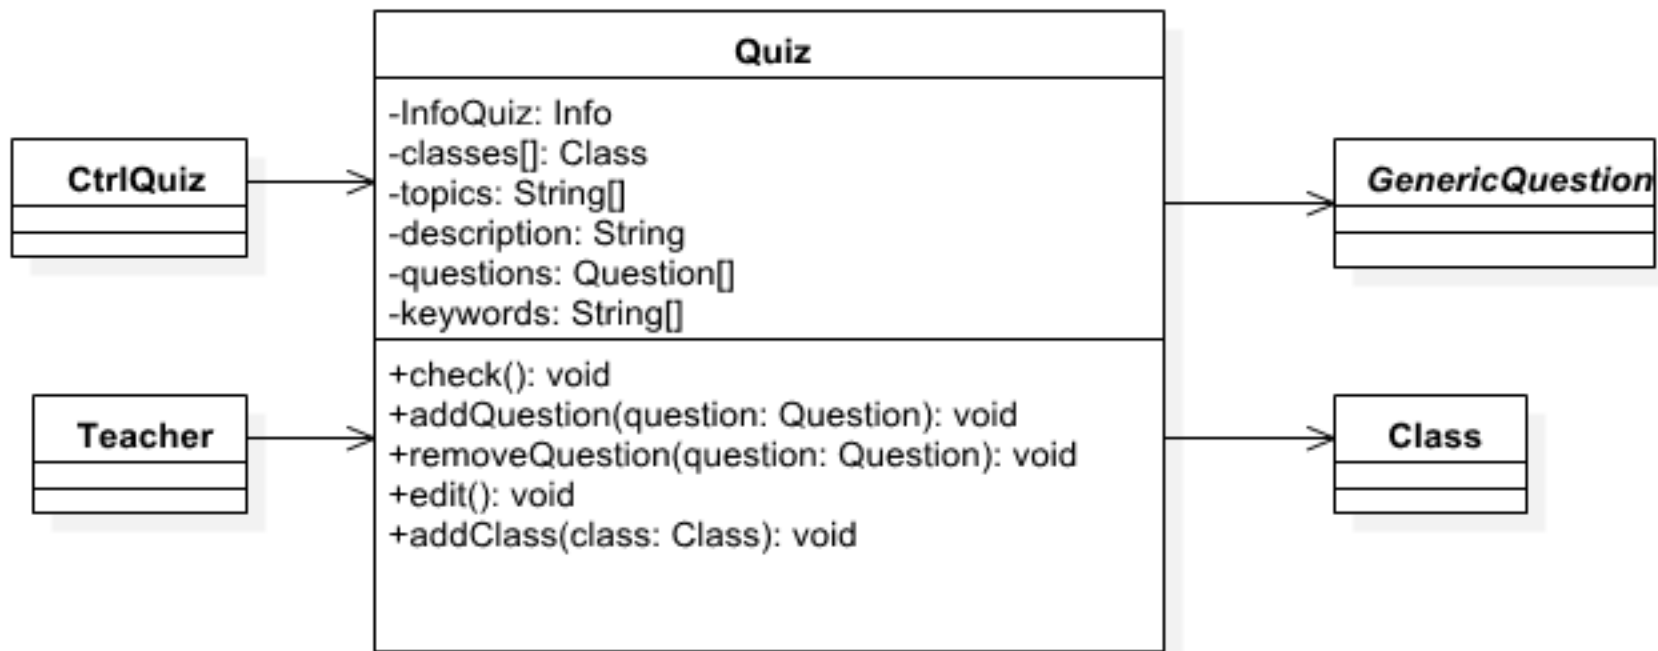 Quiz
-InfoQuiz: Info
-classes[]: Class
-topics: String[]
-description: String
-questions: Question[]
-keywords: String[]
+check(): void
+addQuestion(question: Question): void
+removeQuestion(question: Question): void
+edit(): void
+addClass(class: Class): void
CtrlQuiz
Teacher
GenericQuestion
Class